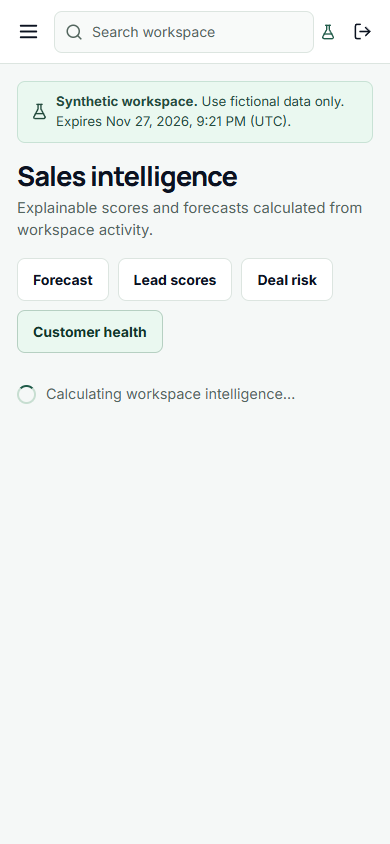 Search workspace
Synthetic workspace. Use fictional data only.
Expires Nov 27, 2026, 9:21 PM (UTC).
Sales intelligence
Explainable scores and forecasts calculated from
workspace activity.
Forecast
Lead scores
Deal risk
Customer health
Calculating workspace intelligence...